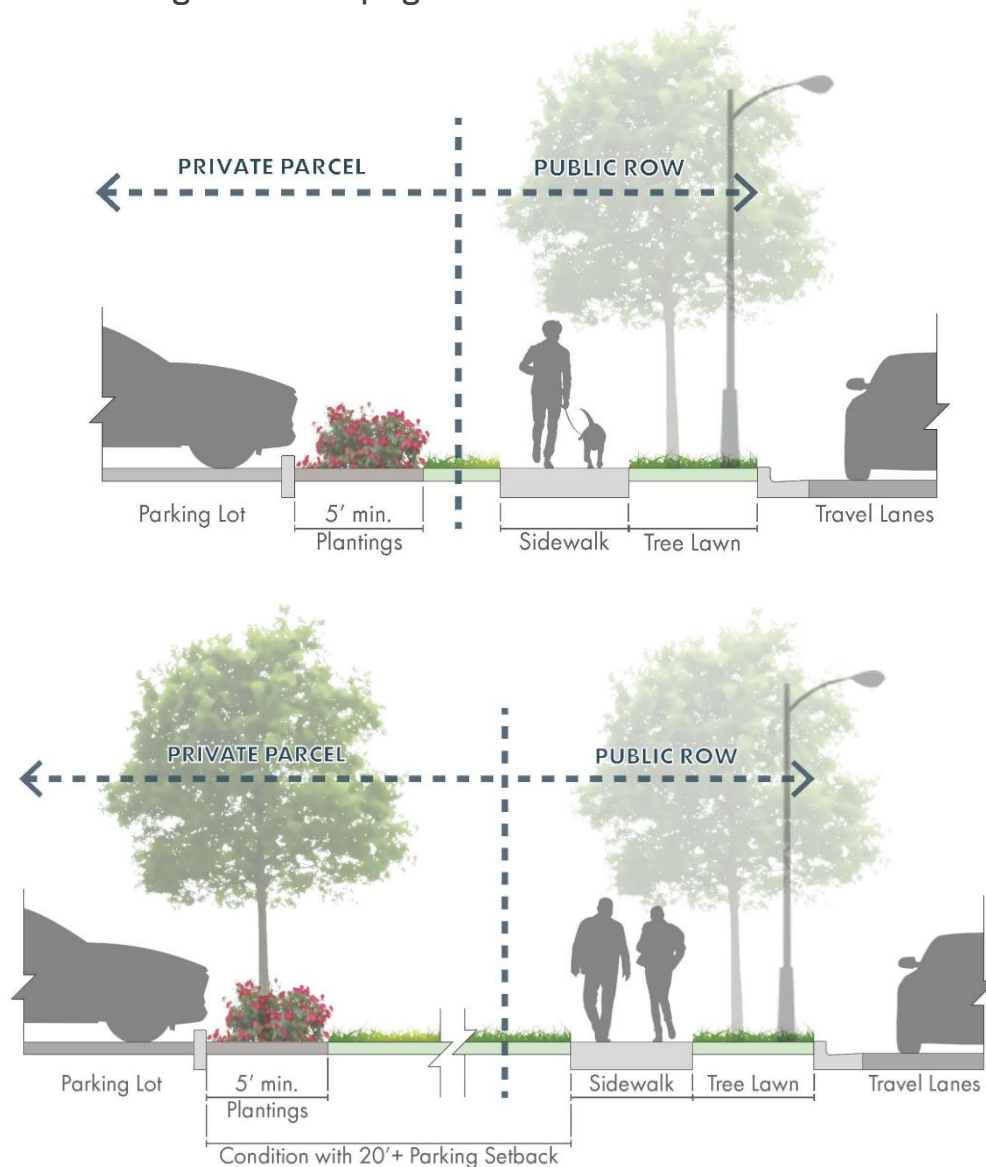 PRIVATE PARCEL
PUBLIC ROW
Parking Lot
5' min.
Plantings
Sidewalk
Tree Lawn
Travel Lanes
PRIVATE PARCEL
PUBLIC ROW
Parking Lot
5' min.
Plantings
Sidewalk
Tree Lawn
Travel Lanes
Condition with 20'+ Parking Setback